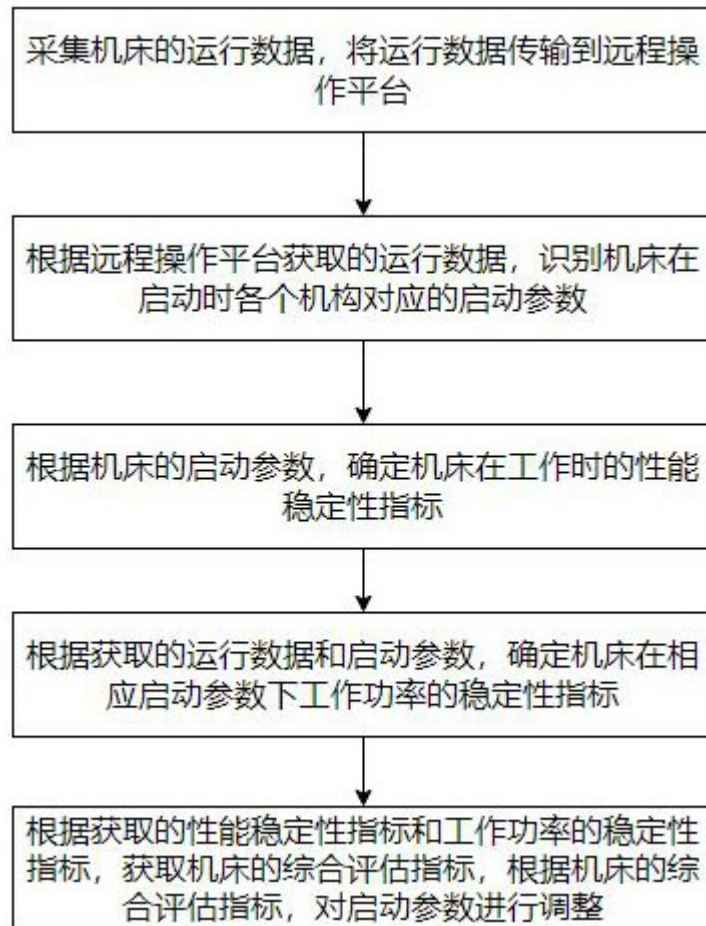 采集机床的运行数据，将运行数据传输到远程操
作平台
根据远程操作平台获取的运行数据，识别机床在
启动时各个机构对应的启动参数
根据机床的启动参数，确定机床在工作时的性能
稳定性指标
根据获取的运行数据和启动参数，确定机床在相
应启动参数下工作功率的稳定性指标
根据获取的性能稳定性指标和工作功率的稳定性
指标，获取机床的综合评估指标，根据机床的综
合评估指标，对启动参数进行调整